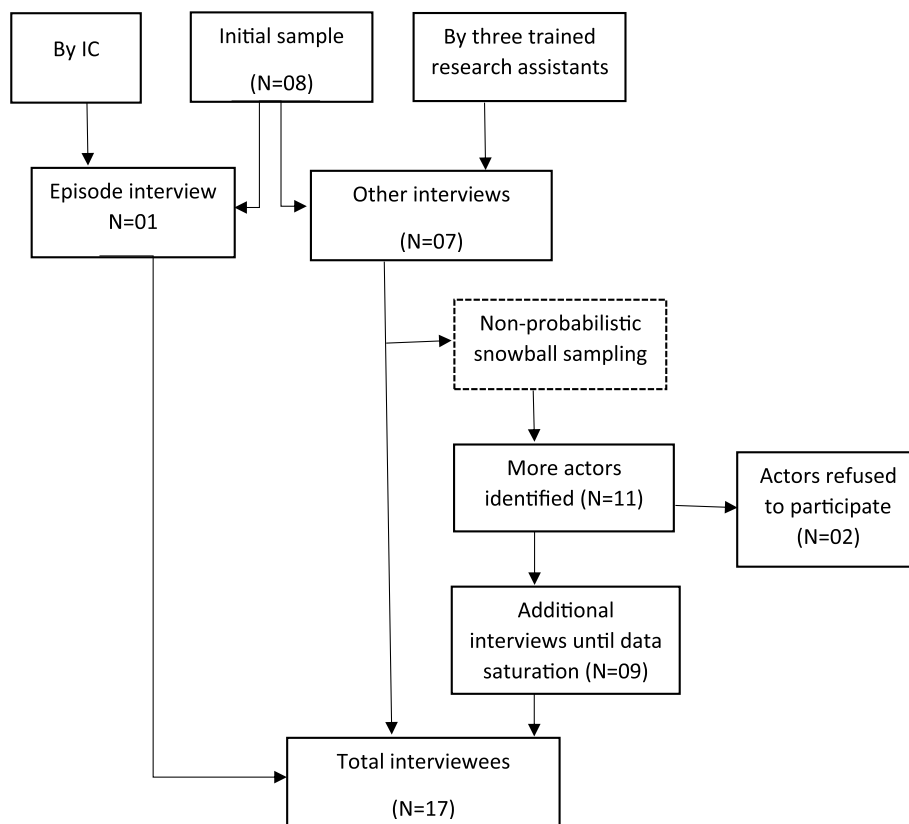 By IC
Initial sample
(N=08)
By three trained
research assistants
Episode interview
N=01
Other interviews
(N=07)
Non-probabilistic
snowball sampling
More actors
identified (N=11)
Actors refused
to participate
(N=02)
Additional
interviews until data
saturation (N=09)
Total interviewees
(N=17)